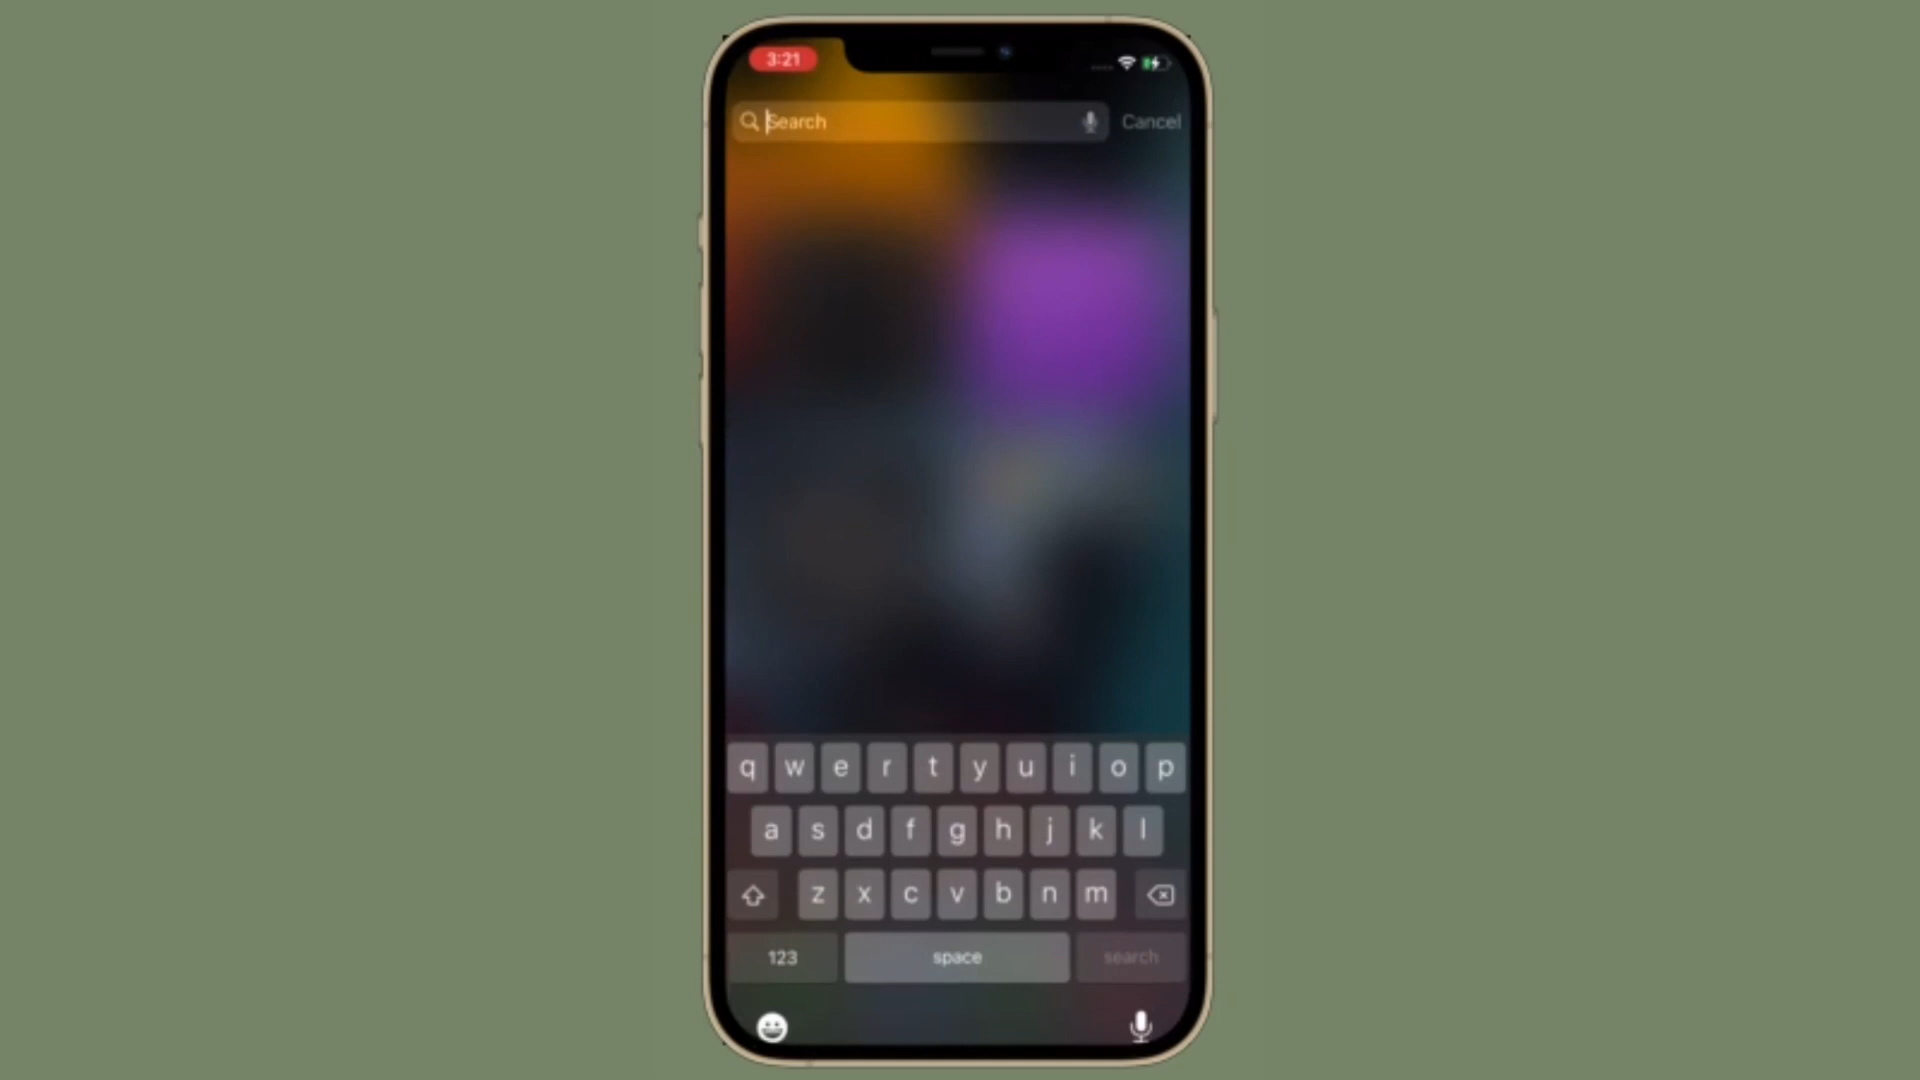 3:21
Search Cancel
q w e r t y u i o p
a s d f g h j k l
z x c v b n m
123 space search